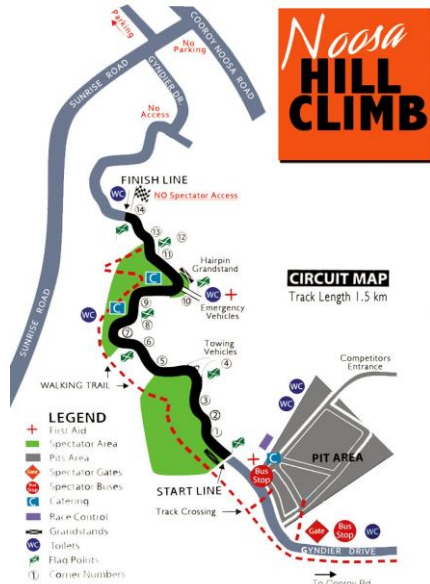 Parking
No
Parking
COOROY NOOSA ROAD
SUNRISE ROAD
GYNDIER DR.
No
Access
Noosa
HILL
CLIMB
FINISH LINE
WC
NO Spectator Access
14
13
12
11
Hairpin
Grandstand
C
10
WC
Emergency
Vehicles
CIRCUIT MAP
Track Length 1.5 km
C
9
8
WC
7
6
Towing
Vehicles
5
4
SUNRISE ROAD
WALKING TRAIL
3
2
1
Competitors
Entrance
WC
WC
PIT AREA
C
Bus
Stop
START LINE
Track Crossing
Gate
Bus
Stop
WC
GYNDIER DRIVE
LEGEND
First Aid
Spectator Area
Pits Area
Gate
Spectator Gates
Bus
Stop
Spectator Buses
C
Catering
Race Control
Grandstands
WC
Toilets
Flag Points
1
Corner Numbers
To Cooroy Rd